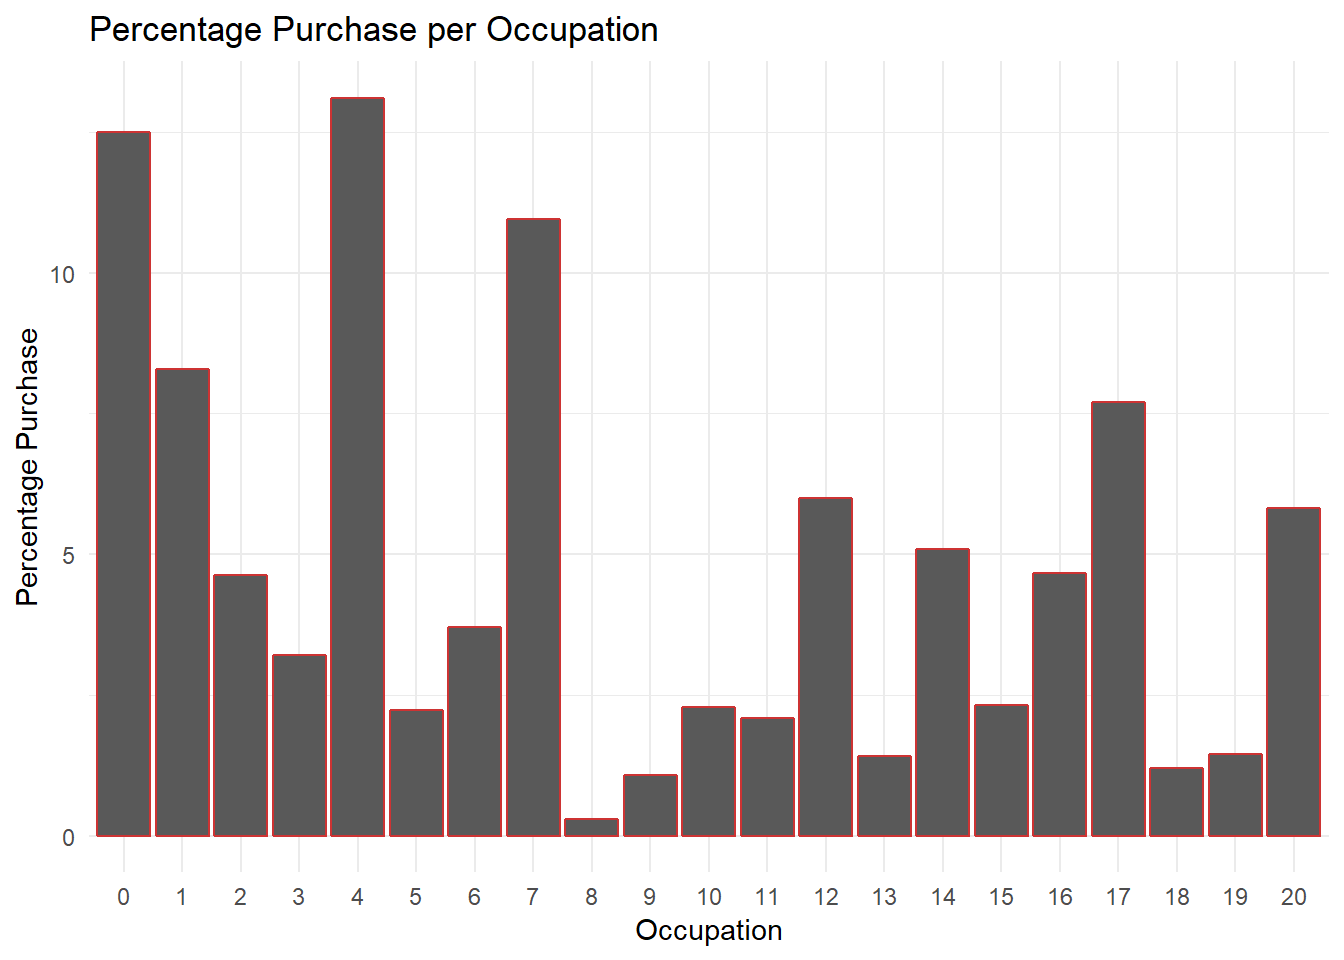 Percentage Purchase per Occupation
Percentage Purchase
10
5
0
0 1 2 3 4 5 6 7 8 9 10 11 12 13 14 15 16 17 18 19 20
Occupation